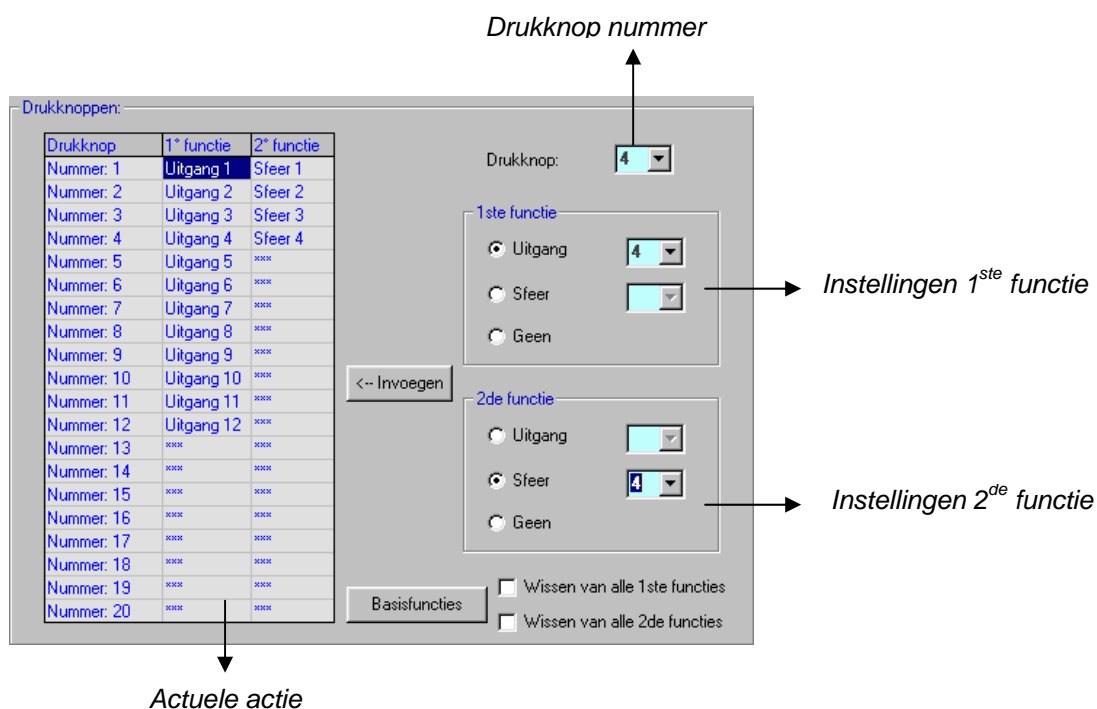 Drukknop nummer
Drukknoppen:
Drukknop 1° functie 2° functie
Nummer: 1 Uitgang 1 Sfeer 1
Nummer: 2 Uitgang 2 Sfeer 2
Nummer: 3 Uitgang 3 Sfeer 3
Nummer: 4 Uitgang 4 Sfeer 4
Nummer: 5 Uitgang 5 ***
Nummer: 6 Uitgang 6 ***
Nummer: 7 Uitgang 7 ***
Nummer: 8 Uitgang 8 ***
Nummer: 9 Uitgang 9 ***
Nummer: 10 Uitgang 10 ***
Nummer: 11 Uitgang 11 ***
Nummer: 12 Uitgang 12 ***
Nummer: 13 *** ***
Nummer: 14 *** ***
Nummer: 15 *** ***
Nummer: 16 *** ***
Nummer: 17 *** ***
Nummer: 18 *** ***
Nummer: 19 *** ***
Nummer: 20 *** ***
<-- Invoegen
Basisfuncties
Drukknop: 4
1ste functie
Uitgang 4
Sfeer
Geen
2de functie
Uitgang
Sfeer 4
Geen
Wissen van alle 1ste functies
Wissen van alle 2de functies
Instellingen 1ste functie
Instellingen 2de functie
Actuele actie